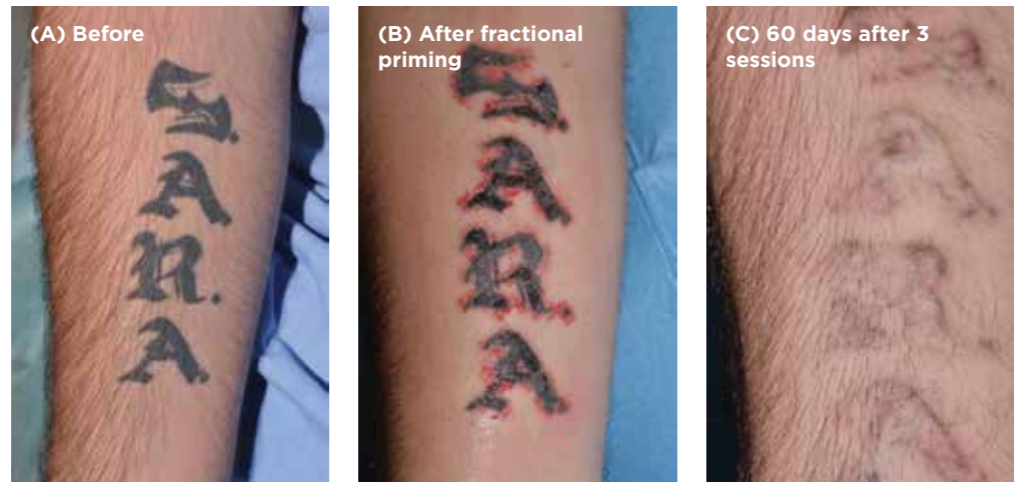 (A) Before
S.
A
R.
A
(B) After fractional
priming
S.
A
R.
A
(C) 60 days after 3
sessions